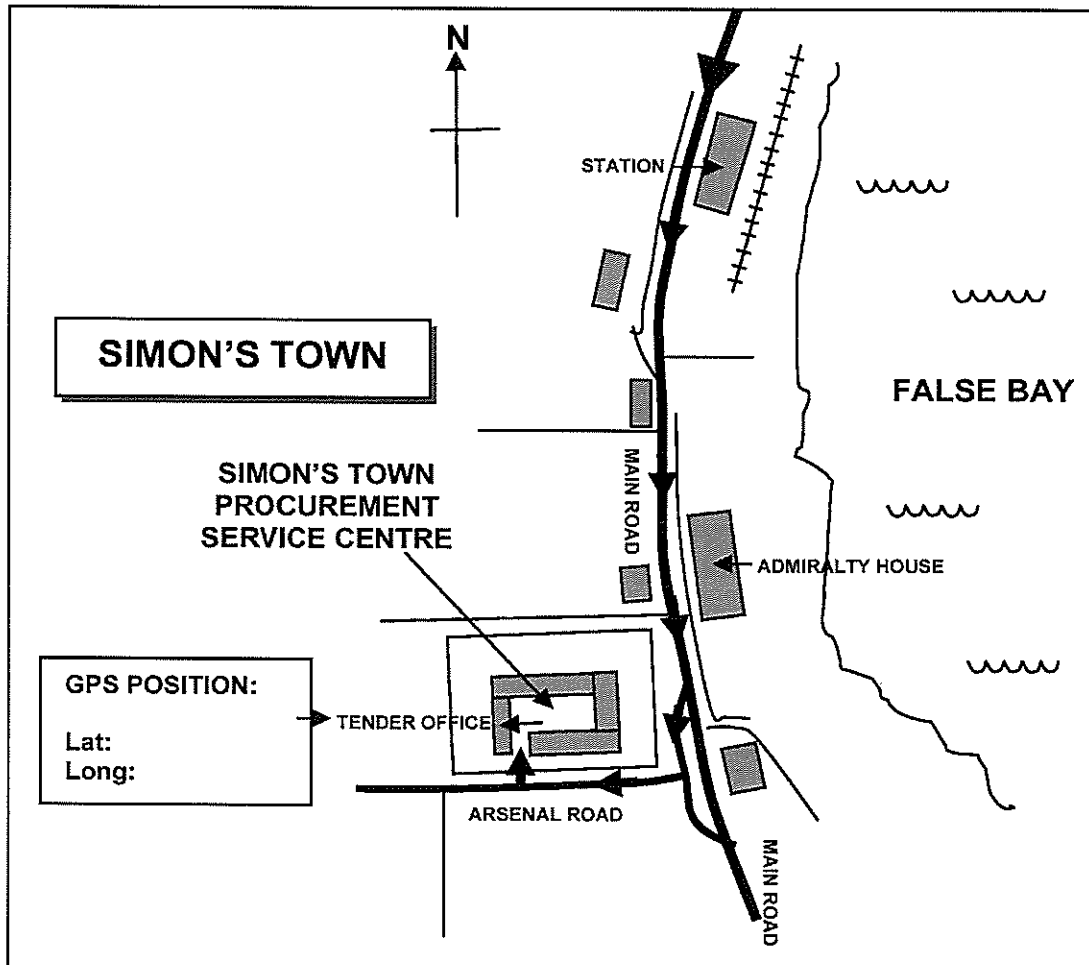 N
STATION
SIMON'S TOWN
FALSE BAY
MAIN ROAD
SIMON'S TOWN
PROCUREMENT
SERVICE CENTRE
ADMIRALTY HOUSE
GPS POSITION:
Lat:
Long:
TENDER OFFICE
ARSENAL ROAD
MAIN ROAD